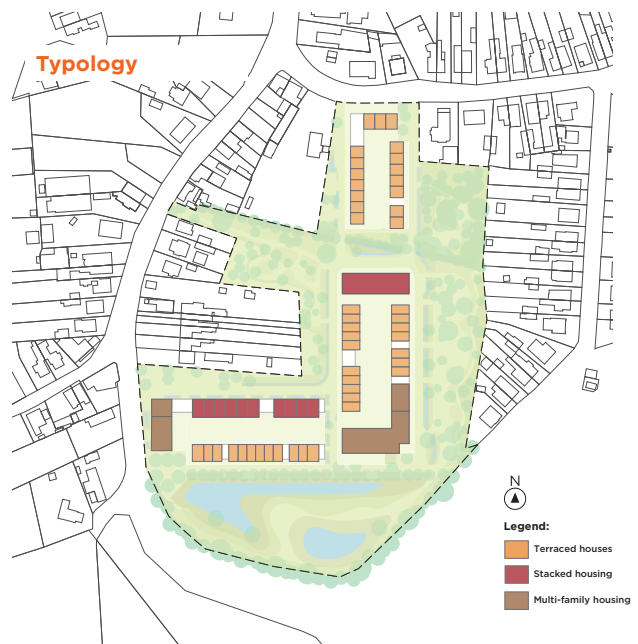 Typology
N
Legend:
Terraced houses
Stacked housing
Multi-family housing